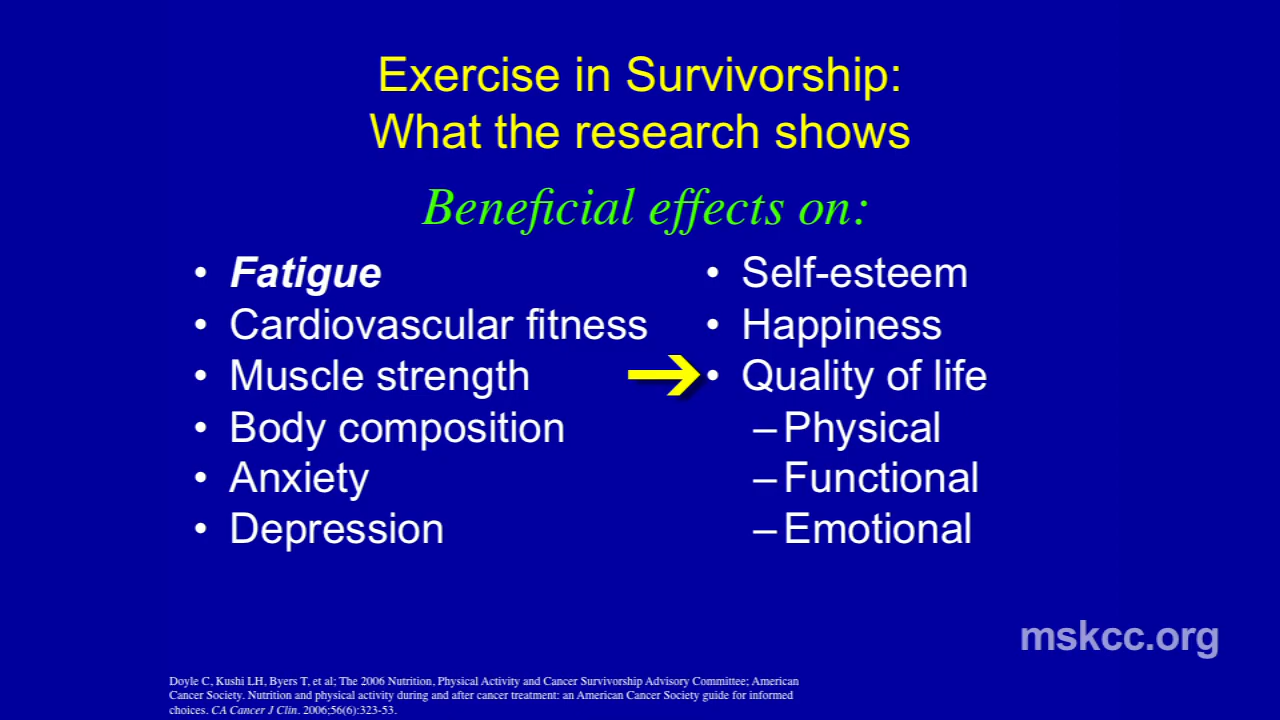 Exercise in Survivorship:
What the research shows
Beneficial effects on:
• Fatigue
• Cardiovascular fitness
• Muscle strength
• Body composition
• Anxiety
• Depression
• Self-esteem
• Happiness
• Quality of life
– Physical
– Functional
– Emotional
mskcc.org
Doyle C, Kushi LH, Byers T, et al; The 2006 Nutrition, Physical Activity and Cancer Survivorship Advisory Committee; American
Cancer Society. Nutrition and physical activity during and after cancer treatment: an American Cancer Society guide for informed
choices. CA Cancer J Clin. 2006;56(6):323-53.